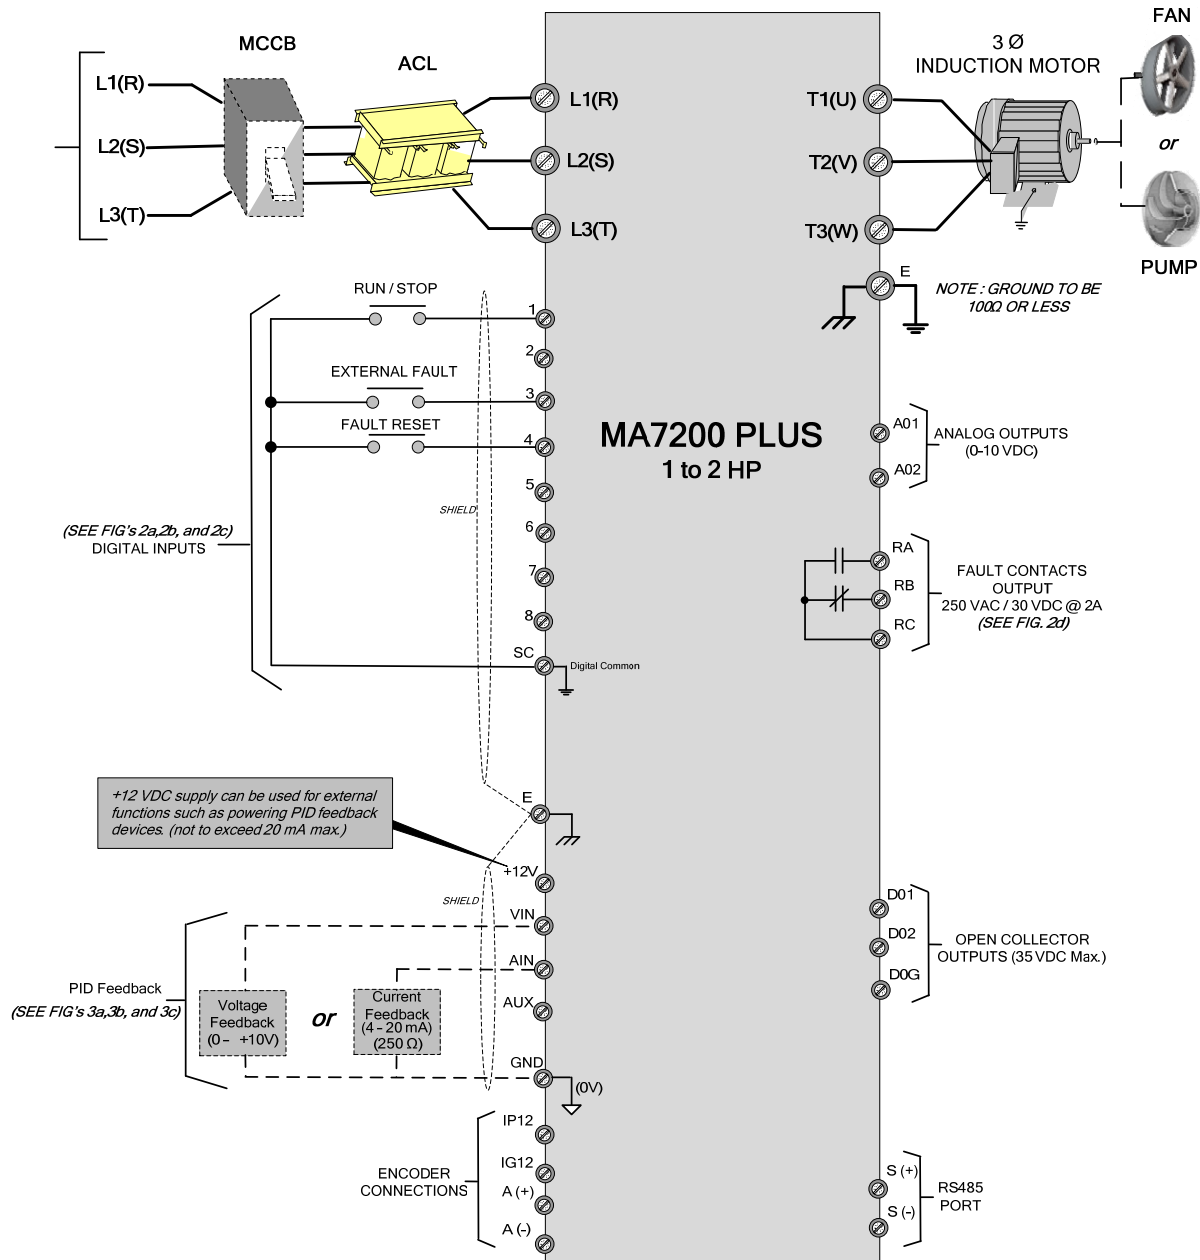 FAN
MCCB
ACL
3 Ø
INDUCTION MOTOR
L1(R)
L2(S)
L3(T)
L1(R)
L2(S)
L3(T)
T1(U)
T2(V)
T3(W)
or
PUMP
E
NOTE : GROUND TO BE
100Ω OR LESS
RUN / STOP
1
2
EXTERNAL FAULT
3
FAULT RESET
4
5
SHIELD
6
7
8
SC
Digital Common
(SEE FIG's 2a,2b, and 2c)
DIGITAL INPUTS
MA7200 PLUS
1 to 2 HP
A01
A02
ANALOG OUTPUTS
(0-10 VDC)
RA
RB
RC
FAULT CONTACTS
OUTPUT
250 VAC / 30 VDC @ 2A
(SEE FIG. 2d)
+12 VDC supply can be used for external
functions such as powering PID feedback
devices. (not to exceed 20 mA max.)
E
+12V
SHIELD
VIN
AIN
AUX
GND
(0V)
PID Feedback
(SEE FIG's 3a,3b, and 3c)
Voltage
Feedback
(0 – +10V)
or
Current
Feedback
(4 – 20 mA)
(250 Ω)
D01
D02
D0G
OPEN COLLECTOR
OUTPUTS (35 VDC Max.)
IP12
IG12
A (+)
A (-)
ENCODER
CONNECTIONS
S (+)
S (-)
RS485
PORT